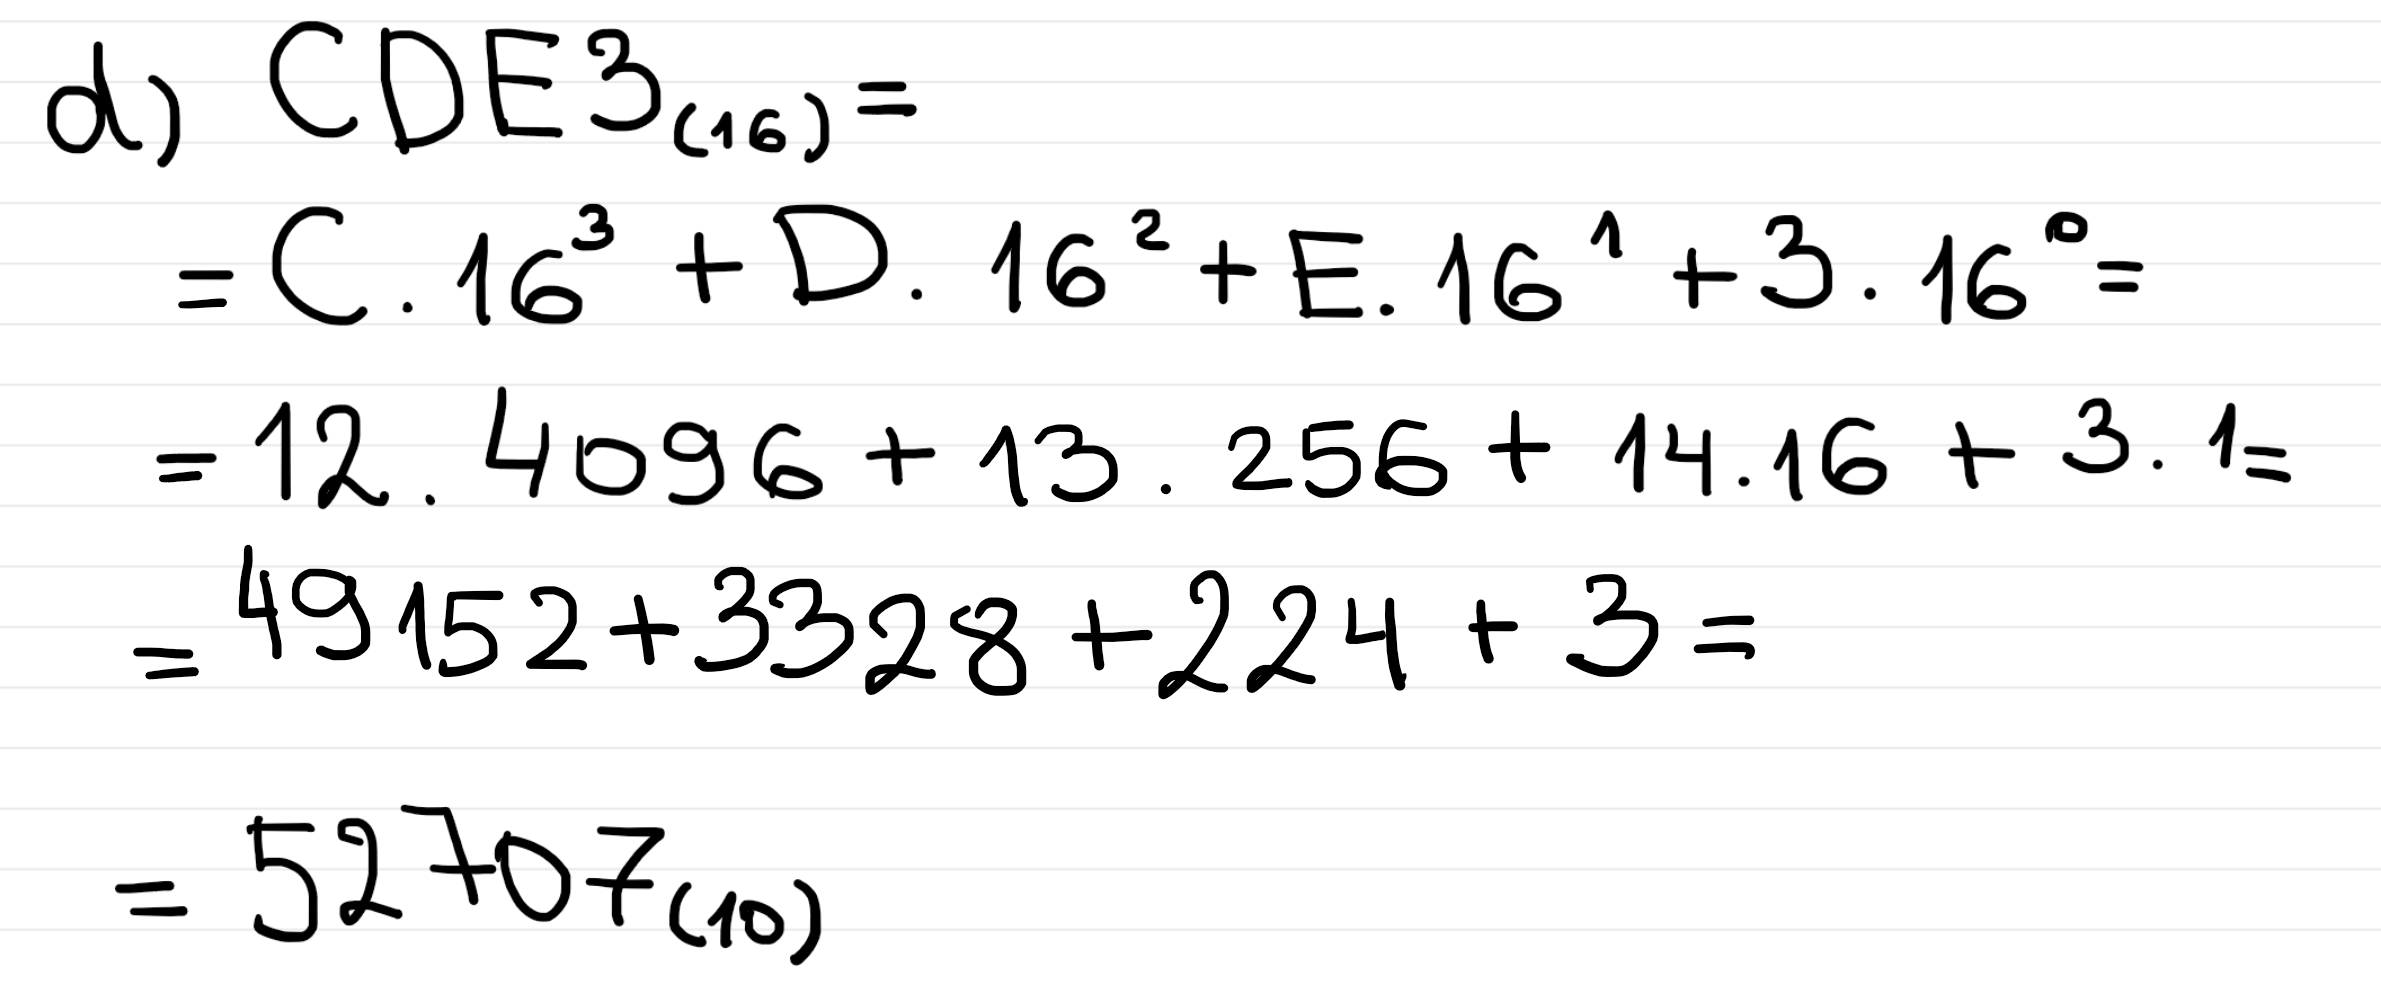 d) CDE3₍₁₆₎ =
= C . 16³ + D . 16² + E . 16¹ + 3 . 16⁰ =
= 12 . 4096 + 13 . 256 + 14 . 16 + 3 . 1 =
= 49152 + 3328 + 224 + 3 =
= 52707₍₁₀₎